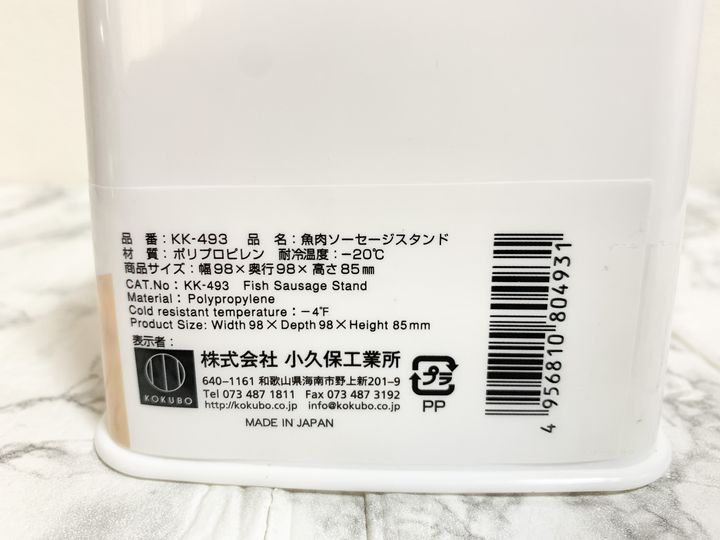 品 番：KK-493 品 名：魚肉ソーセージスタンド
材 質：ポリプロピレン 耐冷温度：−20℃
商品サイズ：幅98×奥行98×高さ85㎜
CAT.No：KK-493 Fish Sausage Stand
Material：Polypropylene
Cold resistant temperature：−4℉
Product Size: Width 98×Depth 98×Height 85mm
表示者：
KOKUBO
株式会社 小久保工業所
640-1161 和歌山県海南市野上新201-9
Tel 073 487 1811 Fax 073 487 3192
http://kokubo.co.jp info@kokubo.co.jp
MADE IN JAPAN
プラ
PP
4 956810 804931